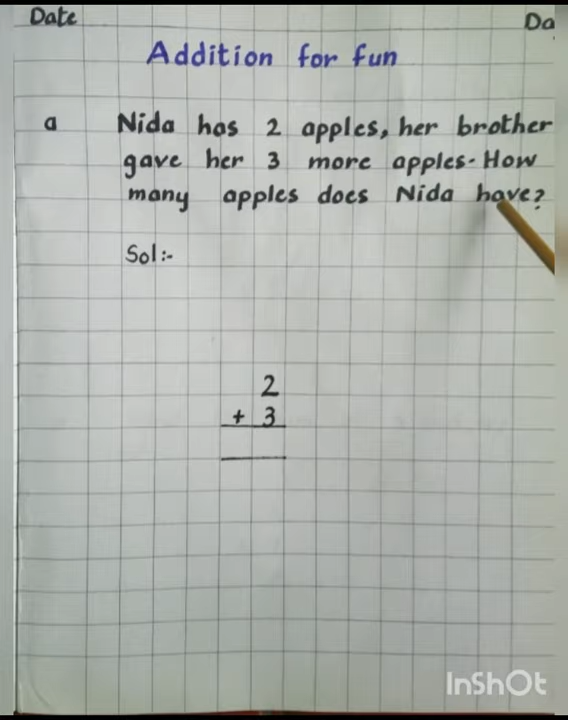 Date
Da
Addition for fun
a Nida has 2 apples, her brother
gave her 3 more apples. How
many apples does Nida have?
Sol:-
2
+ 3
InShOt